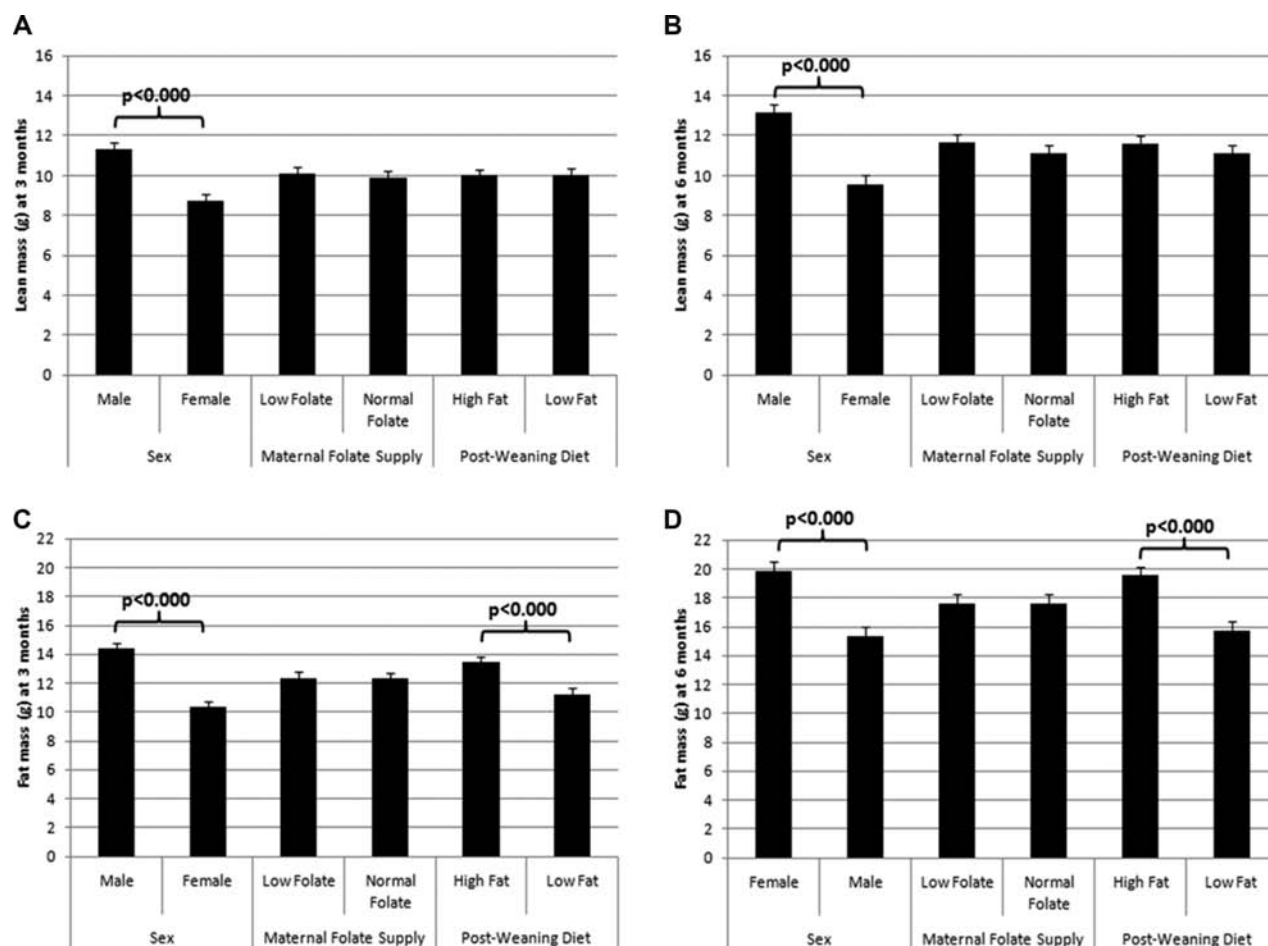 A
Lean mass (g) at 3 months
16
14
12
10
8
6
4
2
0
p<0.000
Male Female Low Folate Normal Folate High Fat Low Fat
Sex Maternal Folate Supply Post-Weaning Diet
B
Lean mass (g) at 6 months
16
14
12
10
8
6
4
2
0
p<0.000
Male Female Low Folate Normal Folate High Fat Low Fat
Sex Maternal Folate Supply Post-Weaning Diet
C
Fat mass (g) at 3 months
22
20
18
16
14
12
10
8
6
4
2
0
p<0.000
p<0.000
Male Female Low Folate Normal Folate High Fat Low Fat
Sex Maternal Folate Supply Post-Weaning Diet
D
Fat mass (g) at 6 months
22
20
18
16
14
12
10
8
6
4
2
0
p<0.000
p<0.000
Female Male Low Folate Normal Folate High Fat Low Fat
Sex Maternal Folate Supply Post-Weaning Diet